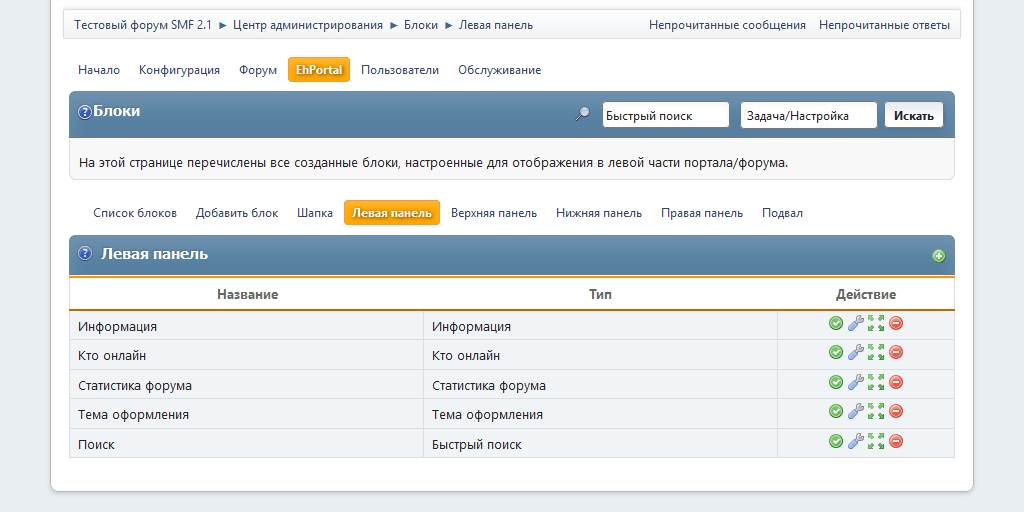 Тестовый форум SMF 2.1 ► Центр администрирования ► Блоки ► Левая панель Непрочитанные сообщения Непрочитанные ответы
Начало Конфигурация Форум EhPortal Пользователи Обслуживание
Блоки Быстрый поиск Задача/Настройка Искать
На этой странице перечислены все созданные блоки, настроенные для отображения в левой части портала/форума.
Список блоков Добавить блок Шапка Левая панель Верхняя панель Нижняя панель Правая панель Подвал
Левая панель
Название Тип Действие
Информация Информация
Кто онлайн Кто онлайн
Статистика форума Статистика форума
Тема оформления Тема оформления
Поиск Быстрый поиск